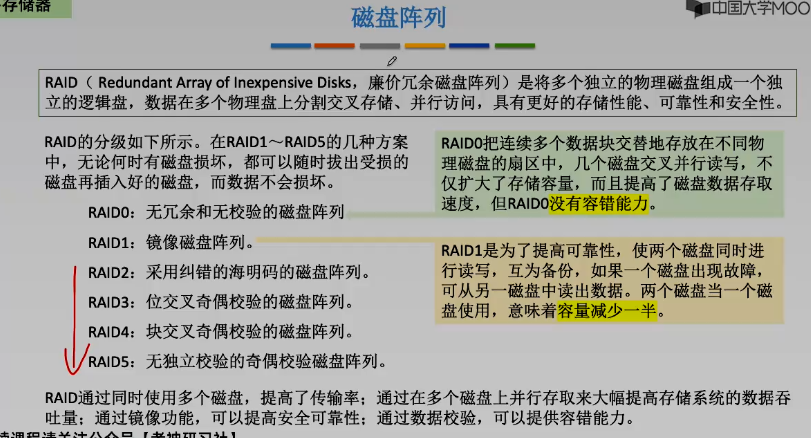 存储器
磁盘阵列
中国大学MOO
RAID（ Redundant Array of Inexpensive Disks，廉价冗余磁盘阵列）是将多个独立的物理磁盘组成一个独
立的逻辑盘，数据在多个物理盘上分割交叉存储、并行访问，具有更好的存储性能、可靠性和安全性。
RAID的分级如下所示。在RAID1～RAID5的几种方案
中，无论何时有磁盘损坏，都可以随时拔出受损的
磁盘再插入好的磁盘，而数据不会损坏。
RAID0：无冗余和无校验的磁盘阵列
RAID1：镜像磁盘阵列。
RAID2：采用纠错的海明码的磁盘阵列。
RAID3：位交叉奇偶校验的磁盘阵列。
RAID4：块交叉奇偶校验的磁盘阵列。
RAID5：无独立校验的奇偶校验磁盘阵列。
RAID0把连续多个数据块交替地存放在不同物
理磁盘的扇区中，几个磁盘交叉并行读写，不
仅扩大了存储容量，而且提高了磁盘数据存取
速度，但RAID0没有容错能力。
RAID1是为了提高可靠性，使两个磁盘同时进
行读写，互为备份，如果一个磁盘出现故障，
可从另一磁盘中读出数据。两个磁盘当一个磁
盘使用，意味着容量减少一半。
RAID通过同时使用多个磁盘，提高了传输率；通过在多个磁盘上并行存取来大幅提高存储系统的数据吞
吐量；通过镜像功能，可以提高安全可靠性；通过数据校验，可以提供容错能力。